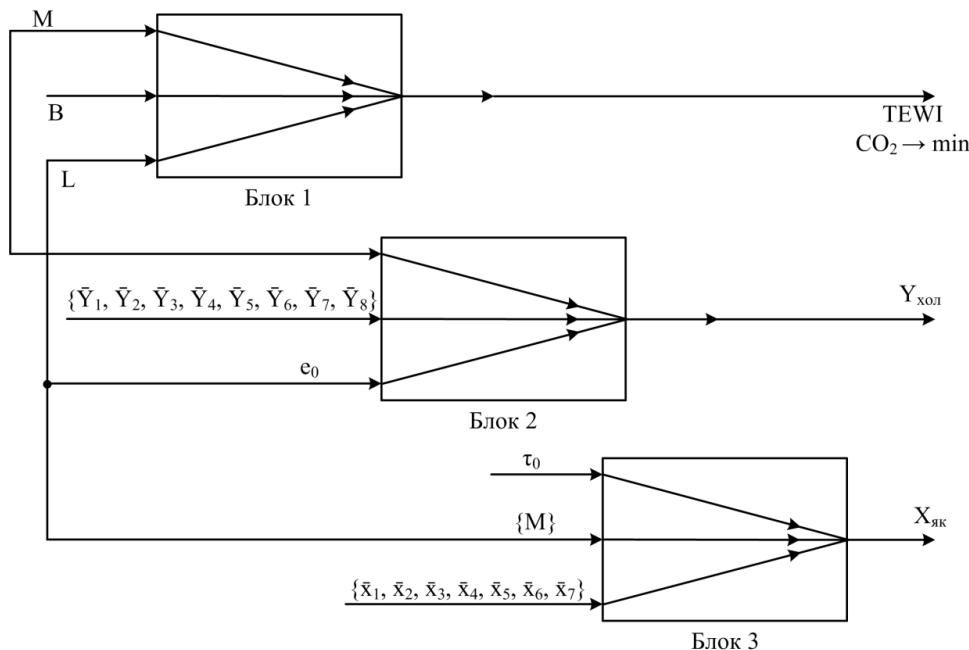 M
B
L
Блок 1
TEWI
CO₂ → min
{Ȳ₁, Ȳ₂, Ȳ₃, Ȳ₄, Ȳ₅, Ȳ₆, Ȳ₇, Ȳ₈}
e₀
Блок 2
Yхол
τ₀
{M}
{x̄₁, x̄₂, x̄₃, x̄₄, x̄₅, x̄₆, x̄₇}
Блок 3
Xяк